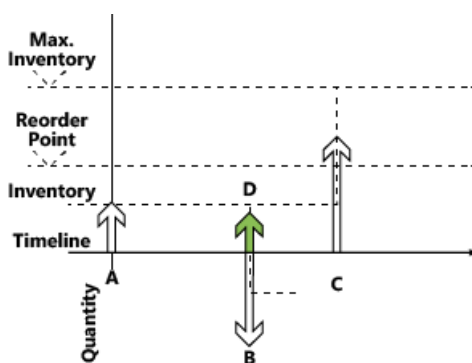 Max.
Inventory
Reorder
Point
Inventory
D
Timeline
A
C
Quantity
B